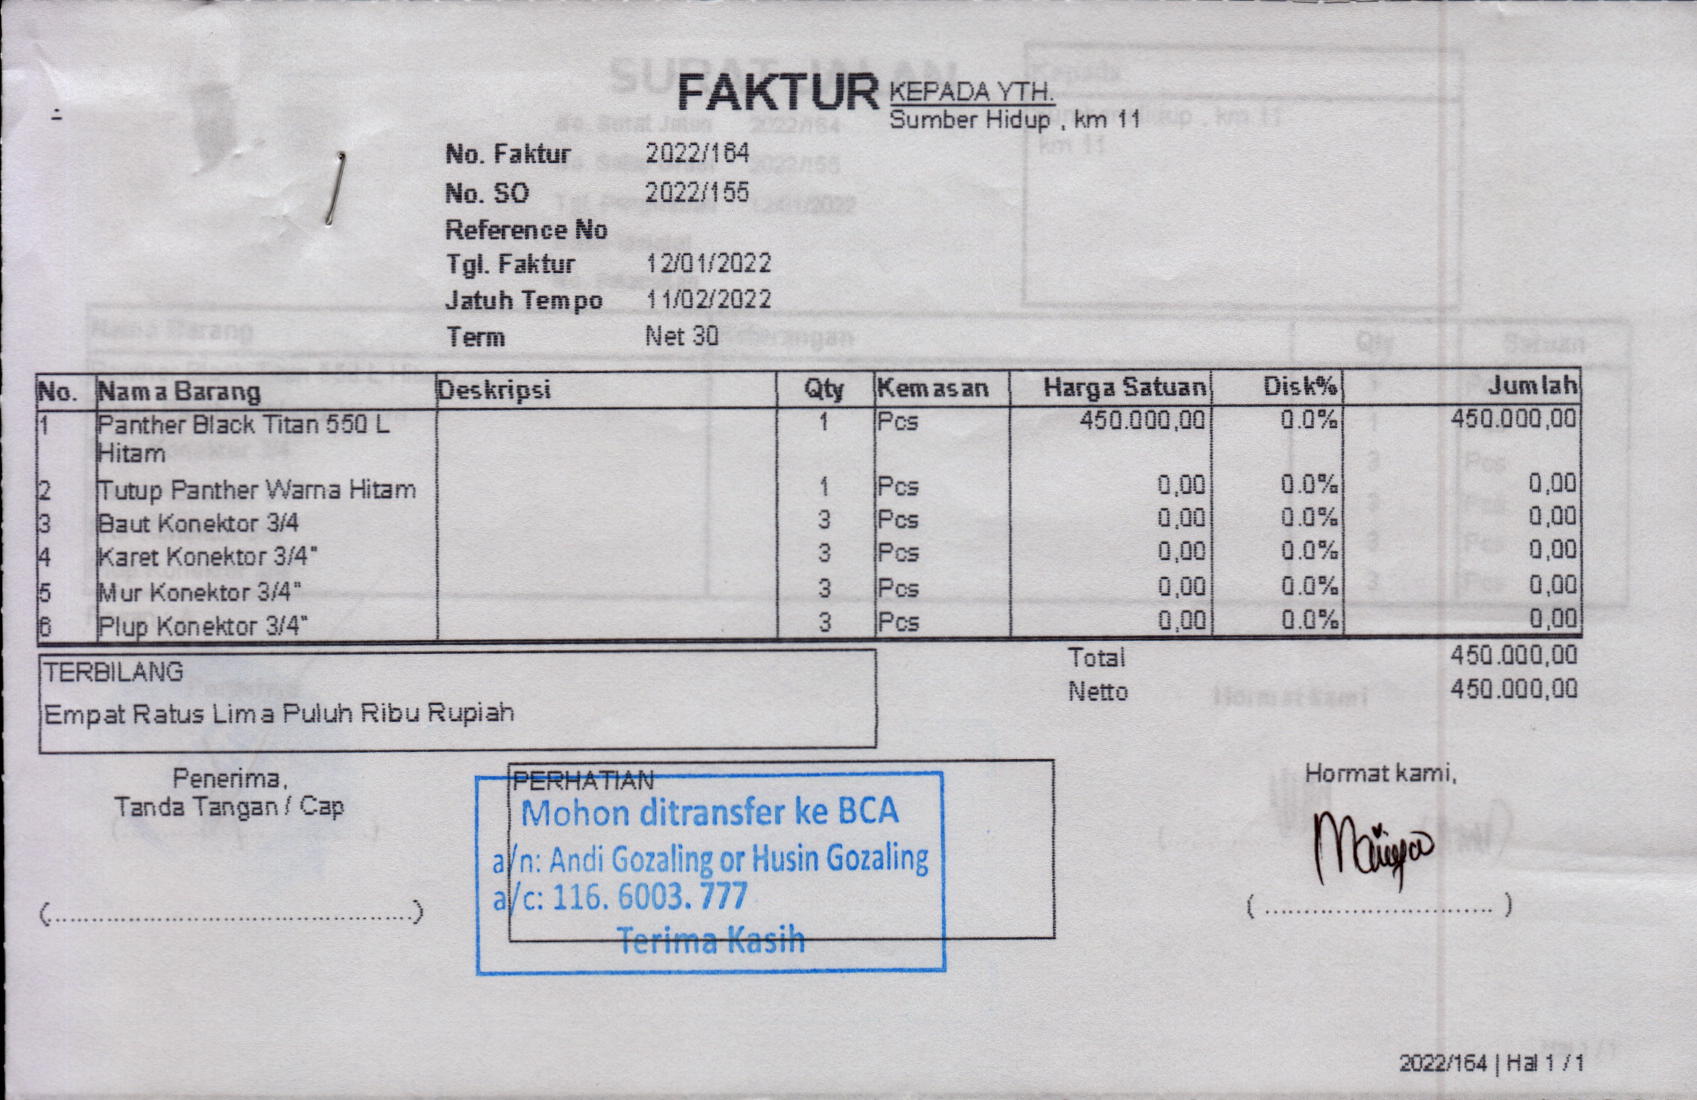 FAKTUR
KEPADA YTH.
Sumber Hidup , km 11
No. Faktur 2022/164
No. SO 2022/155
Reference No
Tgl. Faktur 12/01/2022
Jatuh Tempo 11/02/2022
Term Net 30
No. Nama Barang Deskripsi Qty Kemasan Harga Satuan Disk% Jumlah
1 Panther Black Titan 550 L 1 Pcs 450.000,00 0.0% 450.000,00
Hitam
2 Tutup Panther Warna Hitam 1 Pcs 0,00 0.0% 0,00
3 Baut Konektor 3/4 3 Pcs 0,00 0.0% 0,00
4 Karet Konektor 3/4" 3 Pcs 0,00 0.0% 0,00
5 Mur Konektor 3/4" 3 Pcs 0,00 0.0% 0,00
6 Plup Konektor 3/4" 3 Pcs 0,00 0.0% 0,00
Total 450.000,00
Netto 450.000,00
TERBILANG
Empat Ratus Lima Puluh Ribu Rupiah
Penerima,
Tanda Tangan / Cap
(............................................)
PERHATIAN
Mohon ditransfer ke BCA
a/n: Andi Gozaling or Husin Gozaling
a/c: 116. 6003. 777
Terima Kasih
Hormat kami,
( ............................ )
2022/164 | Hal 1 / 1